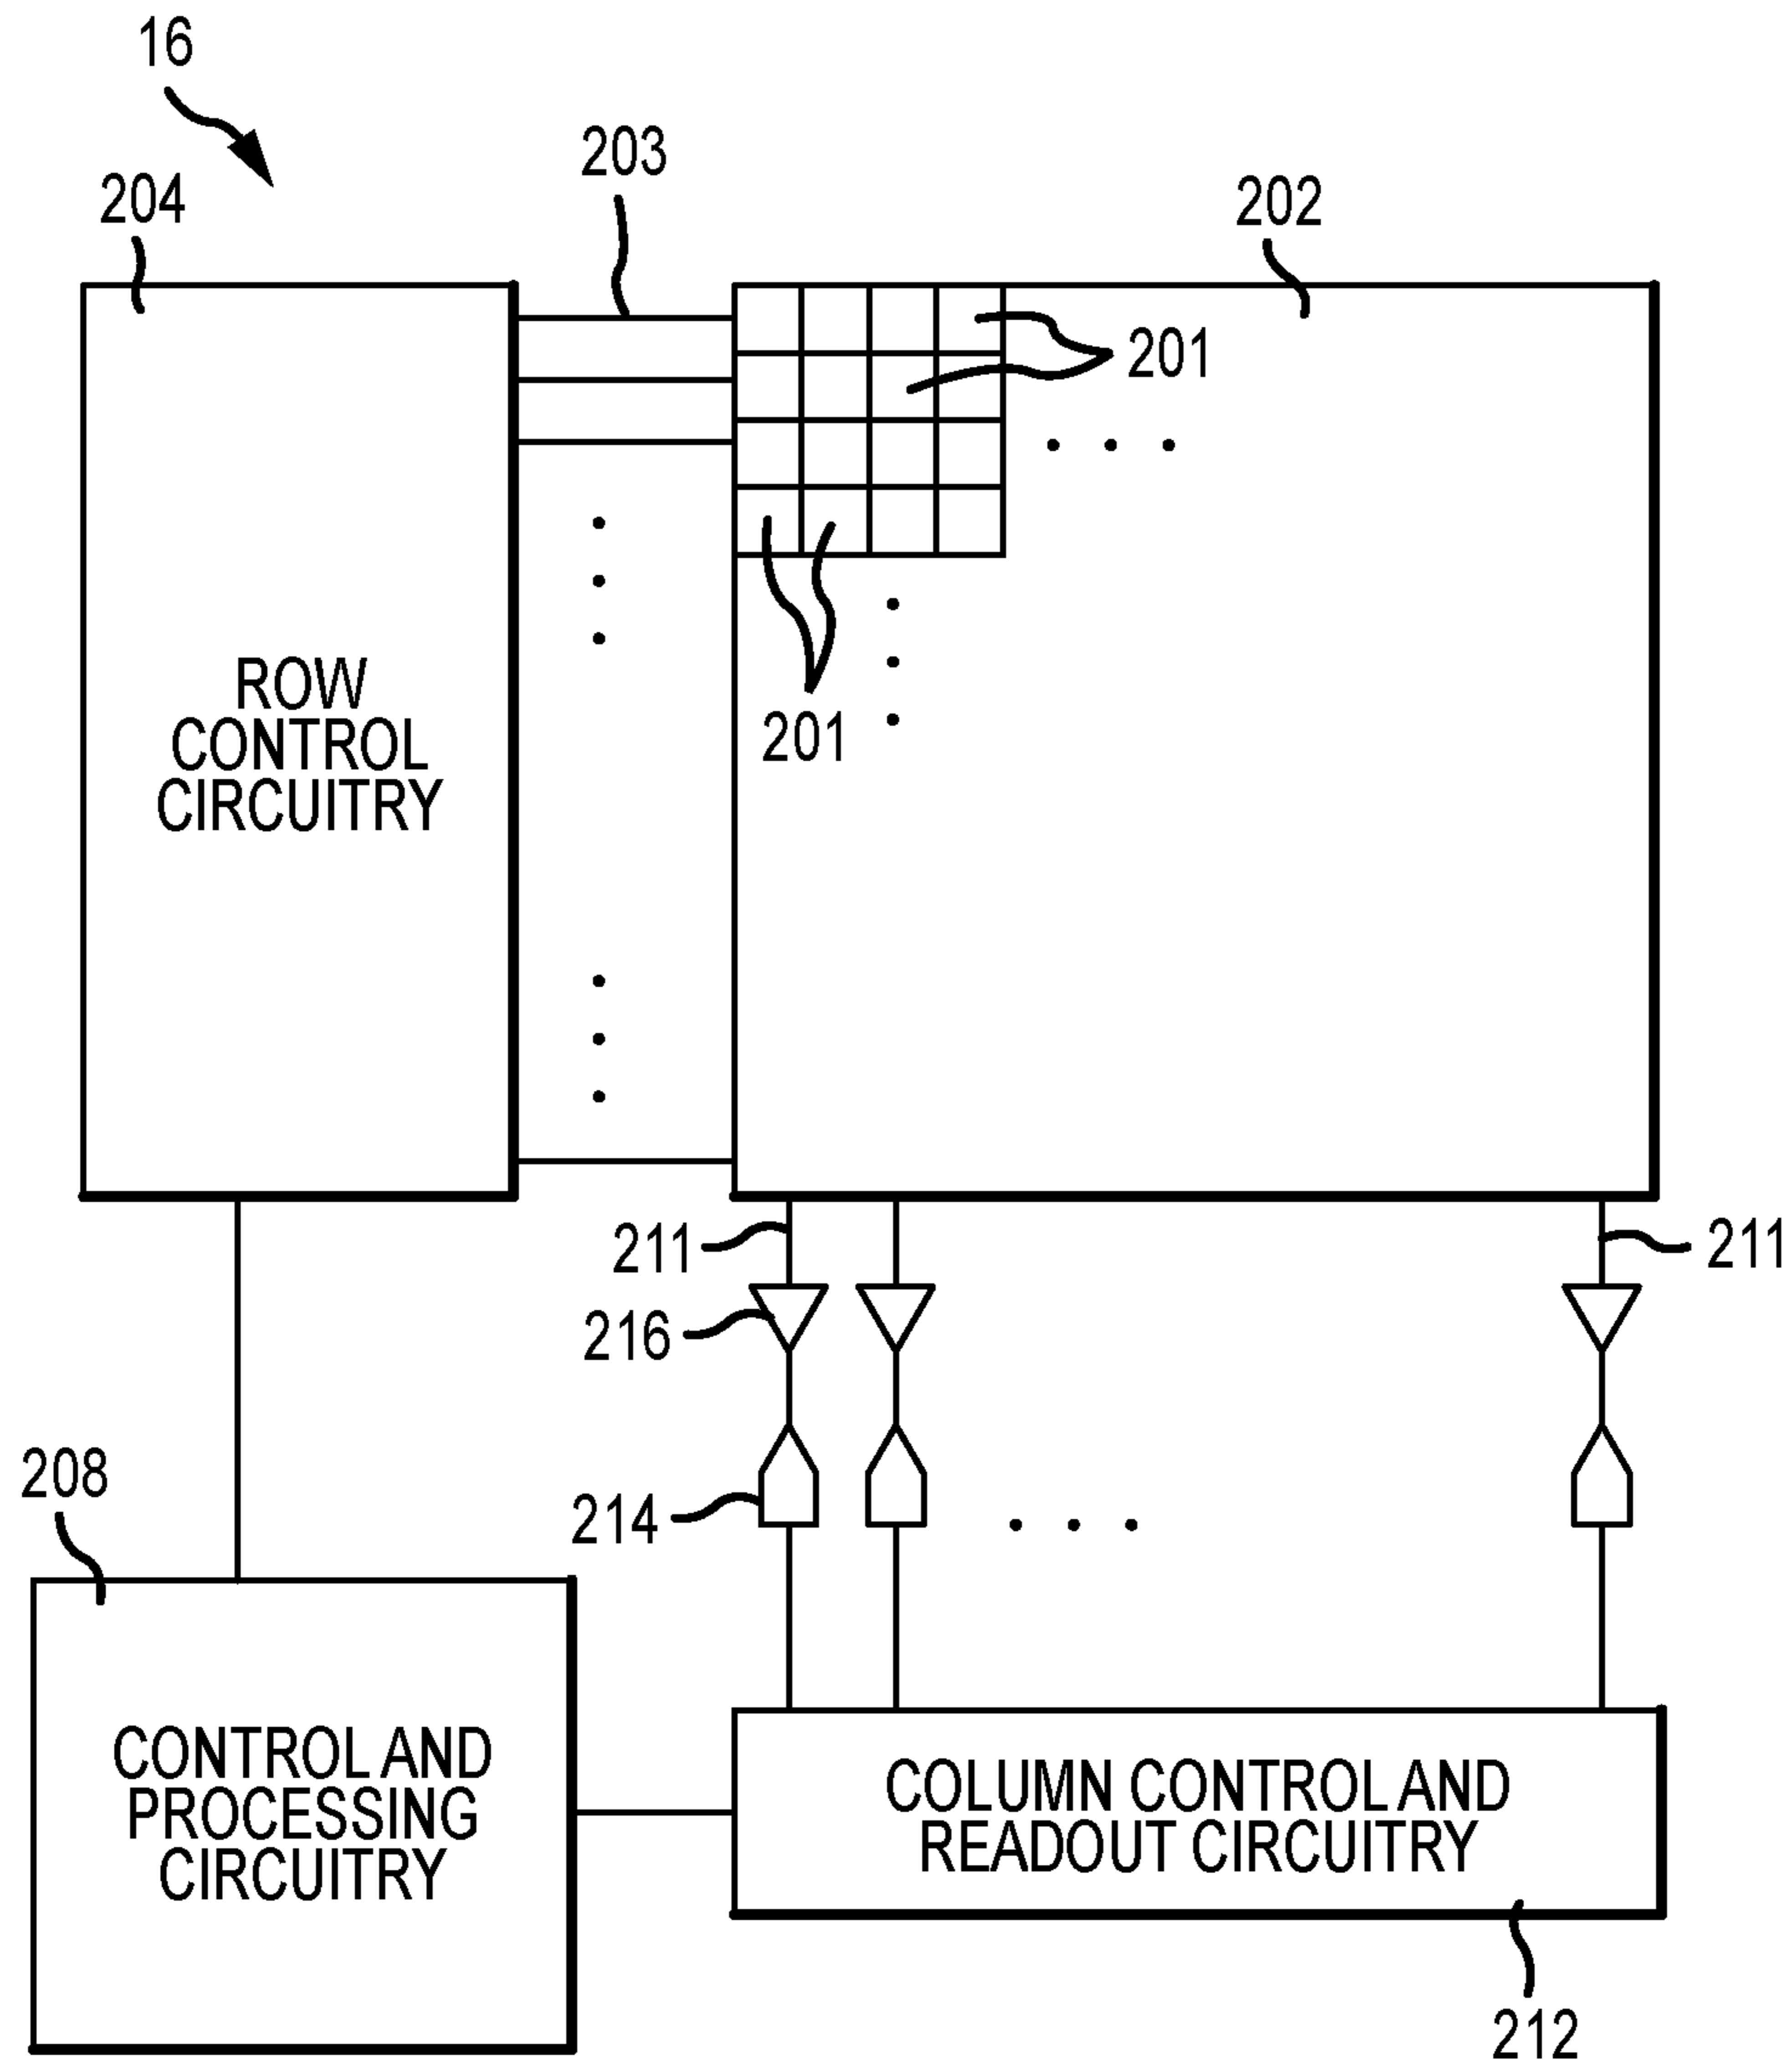 16
203
204
202
201
201
ROW
CONTROL
CIRCUITRY
211
211
216
208
214
CONTROL AND
PROCESSING
CIRCUITRY
COLUMN CONTROL AND
READOUT CIRCUITRY
212